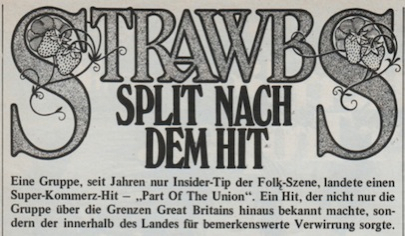 STRAWBS
SPLIT NACH
DEM HIT
Eine Gruppe, seit Jahren nur Insider-Tip der Folk-Szene, landete einen
Super-Kommerz-Hit – „Part Of The Union“. Ein Hit, der nicht nur die
Gruppe über die Grenzen Great Britains hinaus bekannt machte, son-
dern der innerhalb des Landes für bemerkenswerte Verwirrung sorgte.